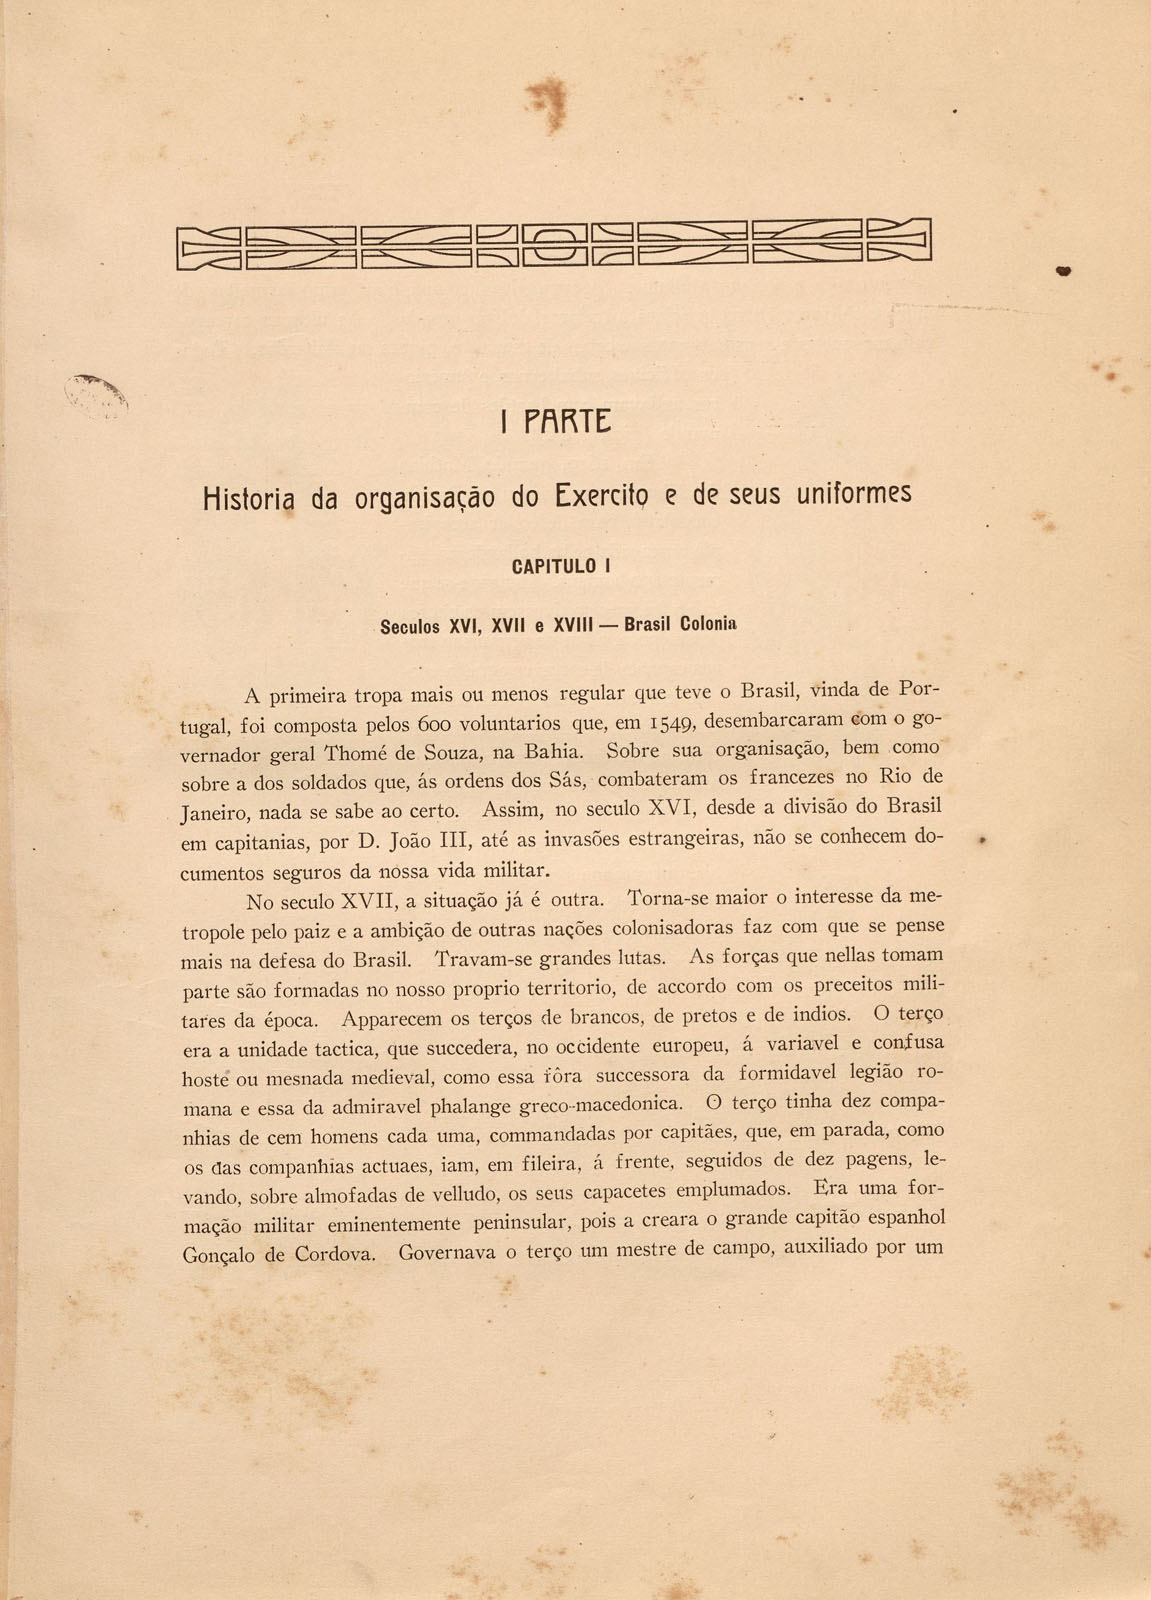 I PARTE
Historia da organisação do Exercito e de seus uniformes
CAPITULO I
Seculos XVI, XVII e XVIII — Brasil Colonia
A primeira tropa mais ou menos regular que teve o Brasil, vinda de Por-
tugal, foi composta pelos 600 voluntarios que, em 1549, desembarcaram com o go-
vernador geral Thomé de Souza, na Bahia. Sobre sua organisação, bem como
sobre a dos soldados que, ás ordens dos Sás, combateram os francezes no Rio de
Janeiro, nada se sabe ao certo. Assim, no seculo XVI, desde a divisão do Brasil
em capitanias, por D. João III, até as invasões estrangeiras, não se conhecem do-
cumentos seguros da nossa vida militar.
No seculo XVII, a situação já é outra. Torna-se maior o interesse da me-
tropole pelo paiz e a ambição de outras nações colonisadoras faz com que se pense
mais na defesa do Brasil. Travam-se grandes lutas. As forças que nellas tomam
parte são formadas no nosso proprio territorio, de accordo com os preceitos mili-
tares da época. Apparecem os terços de brancos, de pretos e de indios. O terço
era a unidade tactica, que succedera, no occidente europeu, á variavel e confusa
hoste ou mesnada medieval, como essa fôra successora da formidavel legião ro-
mana e essa da admiravel phalange greco-macedonica. O terço tinha dez compa-
nhias de cem homens cada uma, commandadas por capitães, que, em parada, como
os das companhias actuaes, iam, em fileira, á frente, seguidos de dez pagens, le-
vando, sobre almofadas de velludo, os seus capacetes emplumados. Era uma for-
mação militar eminentemente peninsular, pois a creara o grande capitão espanhol
Gonçalo de Cordova. Governava o terço um mestre de campo, auxiliado por um